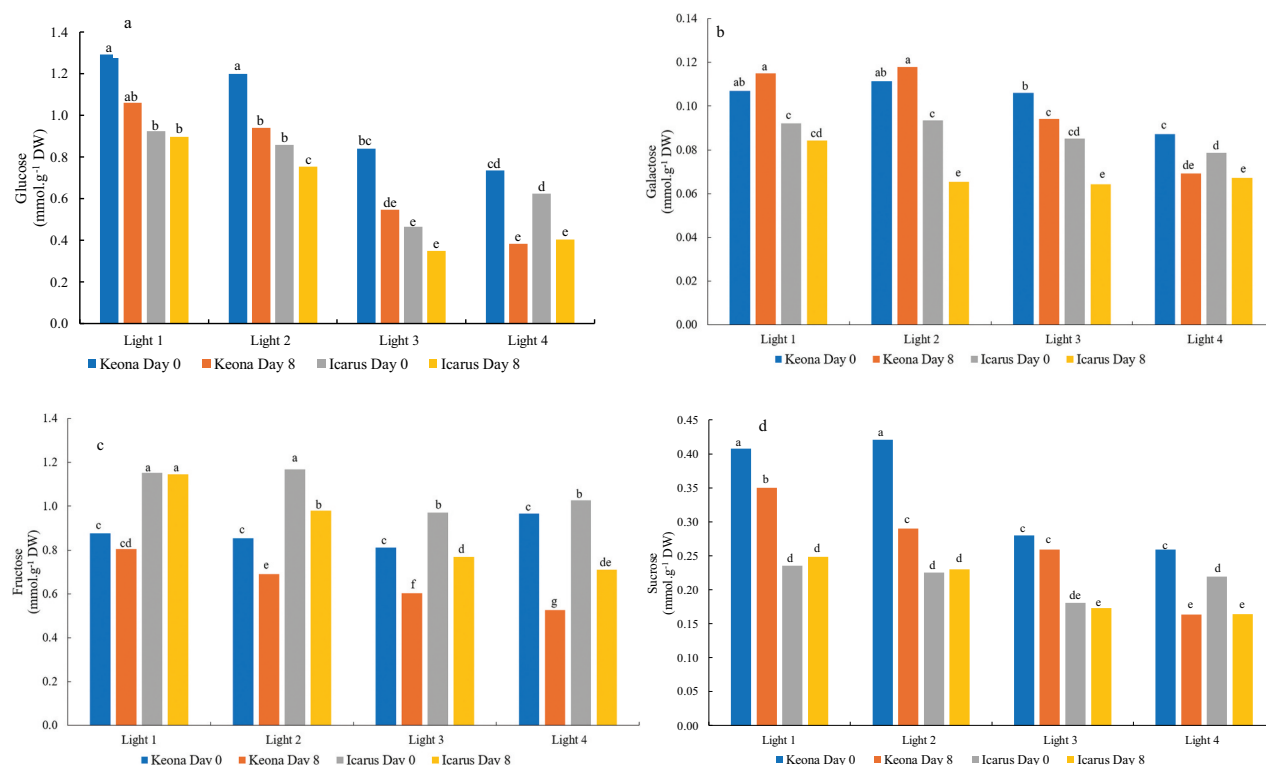 a
Glucose
(mmol.g-1 DW)
1.4
1.2
1.0
0.8
0.6
0.4
0.2
0.0
a ab b b
a b b c
bc de e e
cd e d e
Light 1 Light 2 Light 3 Light 4
Keona Day 0 Keona Day 8 Icarus Day 0 Icarus Day 8
b
Galactose
(mmol.g-1 DW)
0.14
0.12
0.10
0.08
0.06
0.04
0.02
0.00
ab a c cd
ab a c e
b c cd e
c de d e
Light 1 Light 2 Light 3 Light 4
Keona Day 0 Keona Day 8 Icarus Day 0 Icarus Day 8
c
Fructose
(mmol.g-1 DW)
1.4
1.2
1.0
0.8
0.6
0.4
0.2
0.0
c cd a a
c e a b
c f b d
c g b de
Light 1 Light 2 Light 3 Light 4
Keona Day 0 Keona Day 8 Icarus Day 0 Icarus Day 8
d
Sucrose
(mmol.g-1 DW)
0.45
0.40
0.35
0.30
0.25
0.20
0.15
0.10
0.05
0.00
a b d d
a c d d
c c de e
c e d e
Light 1 Light 2 Light 3 Light 4
Keona Day 0 Keona Day 8 Icarus Day 0 Icarus Day 8